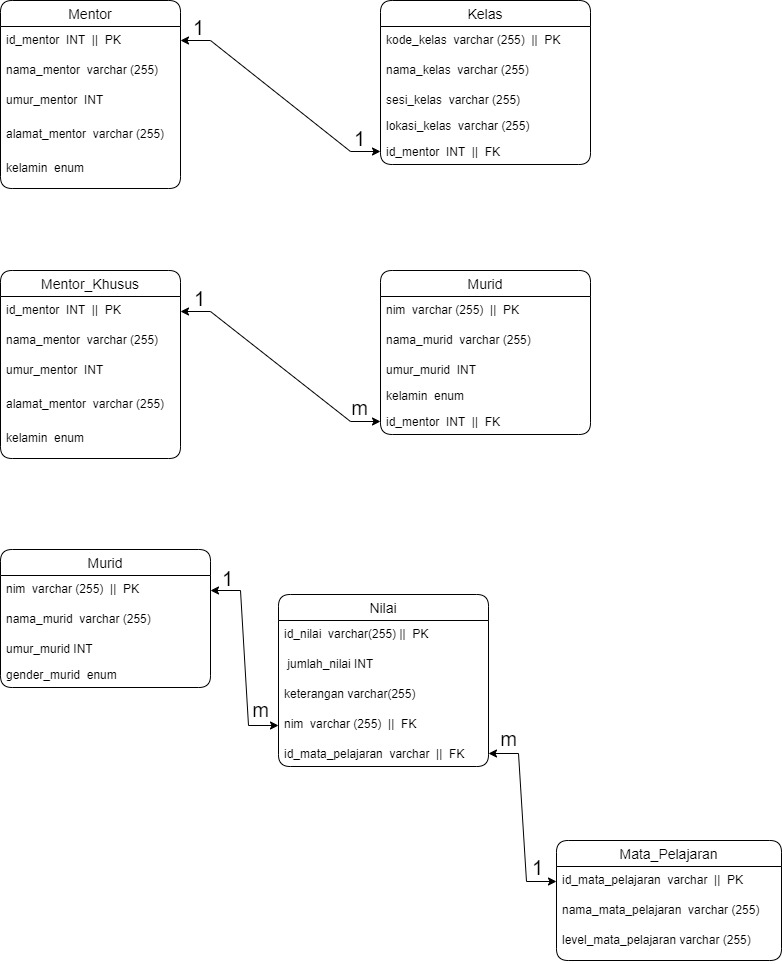 Mentor
id_mentor INT || PK
nama_mentor varchar (255)
umur_mentor INT
alamat_mentor varchar (255)
kelamin enum
1
1
Kelas
kode_kelas varchar (255) || PK
nama_kelas varchar (255)
sesi_kelas varchar (255)
lokasi_kelas varchar (255)
id_mentor INT || FK
Mentor_Khusus
id_mentor INT || PK
nama_mentor varchar (255)
umur_mentor INT
alamat_mentor varchar (255)
kelamin enum
1
m
Murid
nim varchar (255) || PK
nama_murid varchar (255)
umur_murid INT
kelamin enum
id_mentor INT || FK
Murid
nim varchar (255) || PK
nama_murid varchar (255)
umur_murid INT
gender_murid enum
1
m
Nilai
id_nilai varchar(255) || PK
jumlah_nilai INT
keterangan varchar(255)
nim varchar (255) || FK
id_mata_pelajaran varchar || FK
m
1
Mata_Pelajaran
id_mata_pelajaran varchar || PK
nama_mata_pelajaran varchar (255)
level_mata_pelajaran varchar (255)